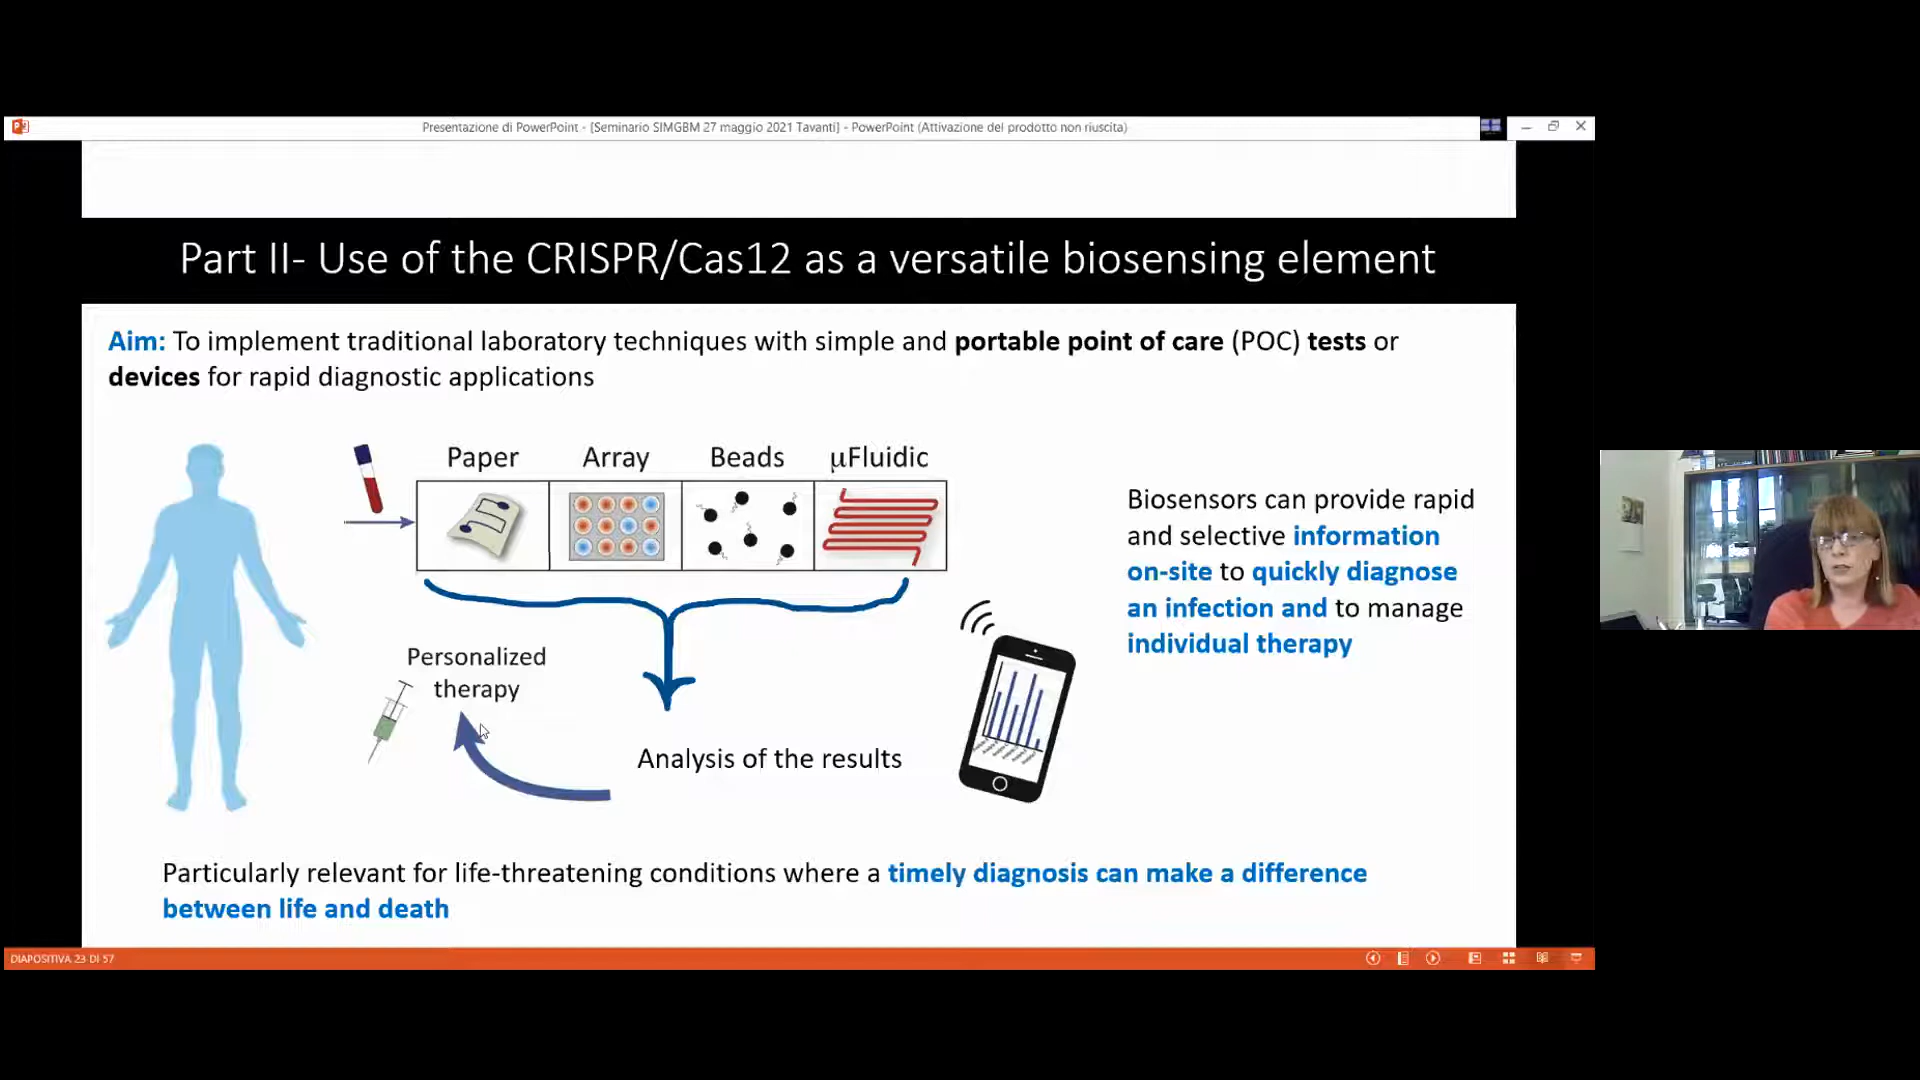 Presentazione di PowerPoint - [Seminario SIMGBM 27 maggio 2021 Tavanti] - PowerPoint (Attivazione del prodotto non riuscita)
Part II- Use of the CRISPR/Cas12 as a versatile biosensing element
Aim: To implement traditional laboratory techniques with simple and portable point of care (POC) tests or
devices for rapid diagnostic applications
Paper Array Beads µFluidic
Biosensors can provide rapid
and selective information
on-site to quickly diagnose
an infection and to manage
individual therapy
Personalized
therapy
Analysis of the results
Particularly relevant for life-threatening conditions where a timely diagnosis can make a difference
between life and death
DIAPOSITIVA 23 DI 57